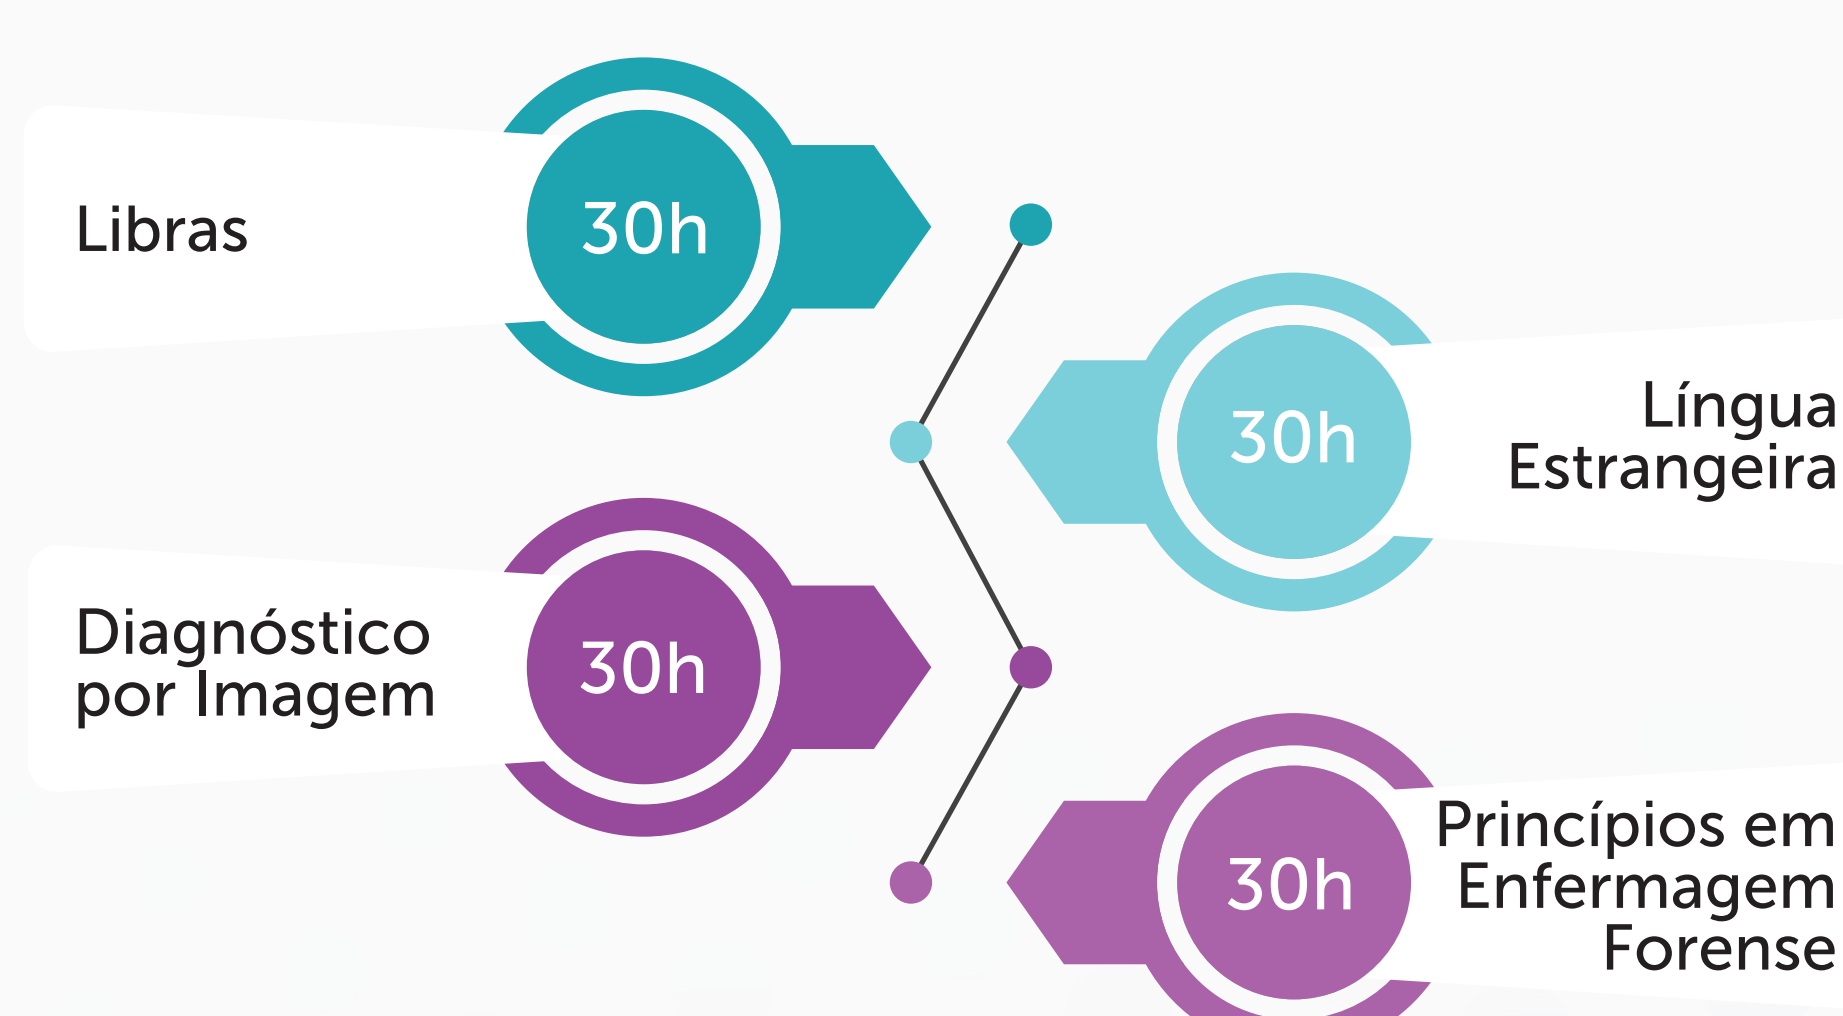 Libras
30h
30h
Língua
Estrangeira
Diagnóstico
por Imagem
30h
30h
Princípios em
Enfermagem
Forense